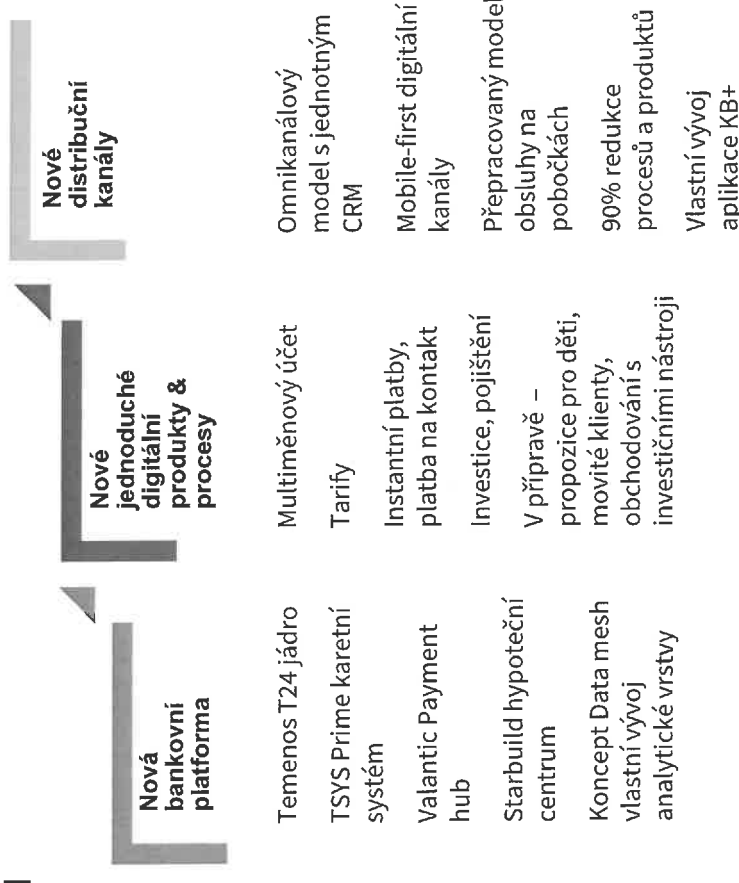 Nová
bankovní
platforma
Temenos T24 jádro
TSYS Prime karetní
systém
Valantic Payment
hub
Starbuild hypoteční
centrum
Koncept Data mesh
vlastní vývoj
analytické vrstvy
Nové
jednoduché
digitální
produkty &
procesy
Multiměnový účet
Tarify
Instantní platby,
platba na kontakt
Investice, pojištění
V přípravě –
propozice pro děti,
movité klienty,
obchodování s
investičními nástroji
Nové
distribuční
kanály
Omnikanálový
model s jednotným
CRM
Mobile-first digitální
kanály
Přepracovaný model
obsluhy na
pobočkách
90% redukce
procesů a produktů
Vlastní vývoj
aplikace KB+